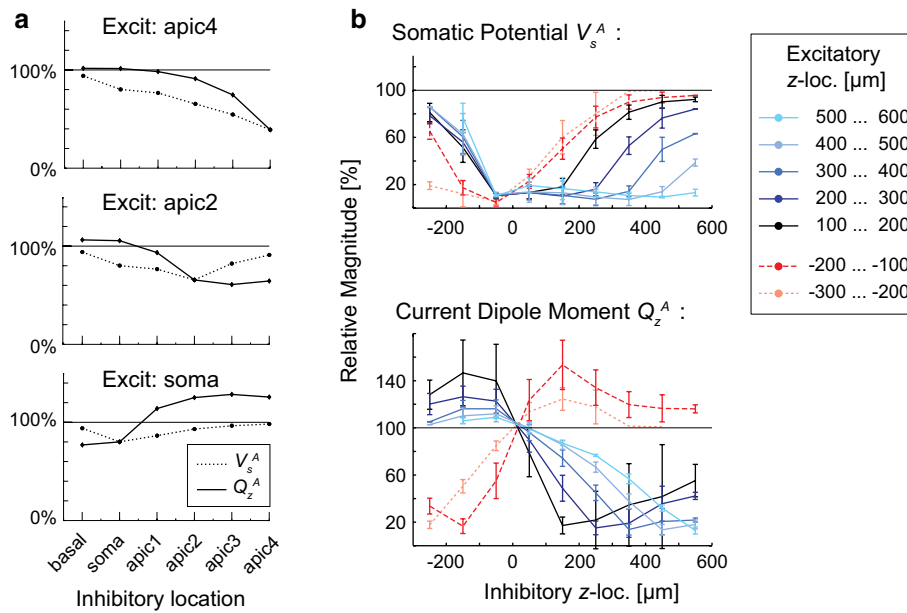 a
Excit: apic4
100%
0%
Excit: apic2
100%
0%
Excit: soma
100%
0%
V_s^A
Q_z^A
basal
soma
apic1
apic2
apic3
apic4
Inhibitory location
b
Somatic Potential V_s^A :
100
60
20
-200
0
200
400
600
Relative Magnitude [%]
Current Dipole Moment Q_z^A :
140
100
60
20
-200
0
200
400
600
Inhibitory z-loc. [µm]
Excitatory
z-loc. [µm]
500 ... 600
400 ... 500
300 ... 400
200 ... 300
100 ... 200
-200 ... -100
-300 ... -200